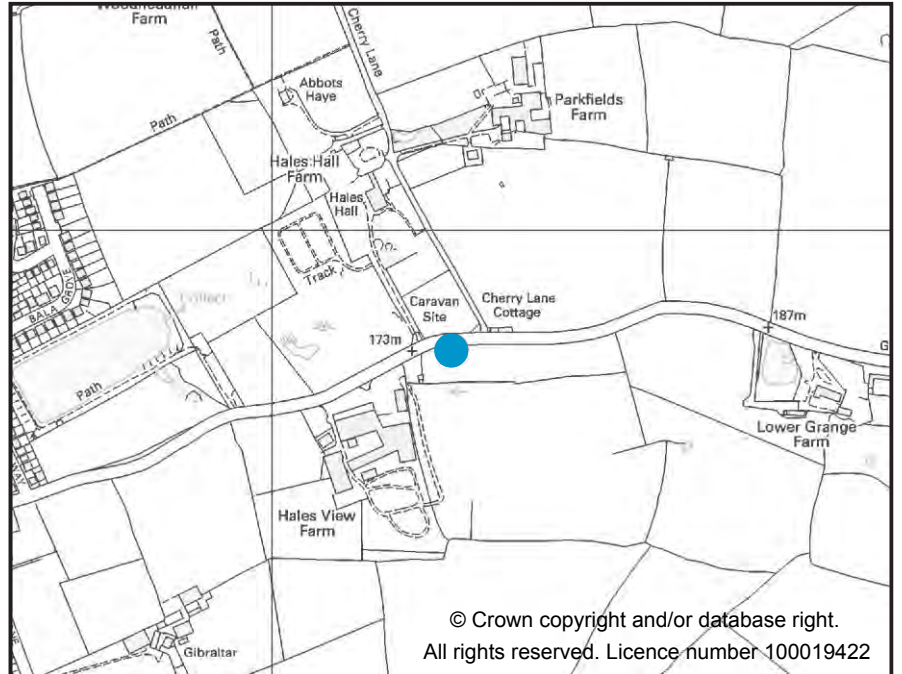 Farm
Path
Cherry Lane
Abbots
Haye
Dr
Parkfields
Farm
Path
Hales Hall
Farm
Hales
Hall
BALA GROVE
Track
Caravan
Site
Cherry Lane
Cottage
187m
173m
G
Path
WAY
Lower Grange
Farm
Hales View
Farm
Gibraltar
© Crown copyright and/or database right.
All rights reserved. Licence number 100019422